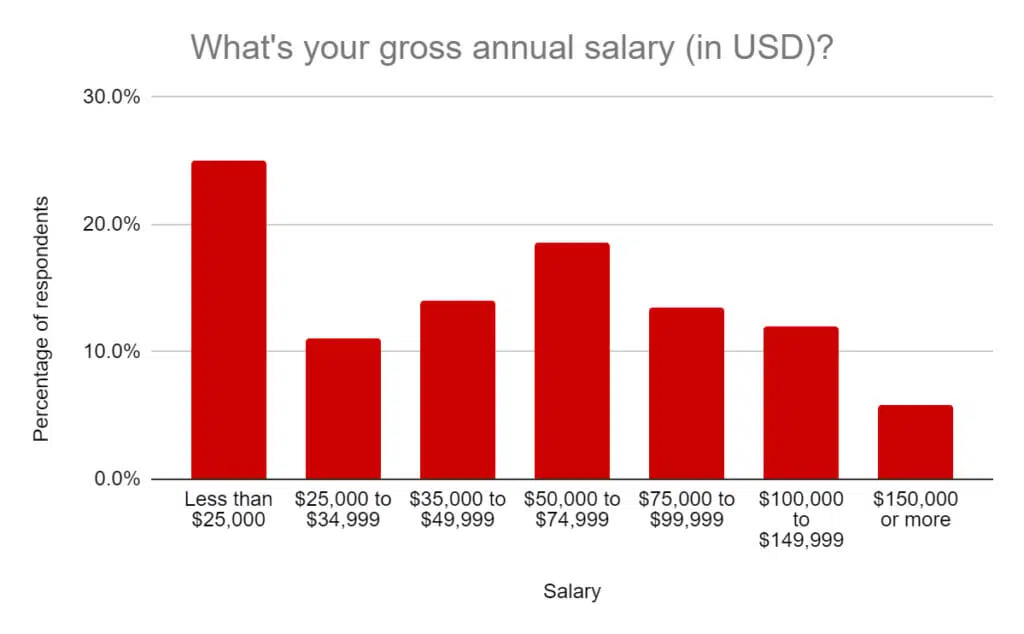 What's your gross annual salary (in USD)?
30.0%
20.0%
10.0%
0.0%
Percentage of respondents
Less than
$25,000
$25,000 to
$34,999
$35,000 to
$49,999
$50,000 to
$74,999
$75,000 to
$99,999
$100,000
to
$149,999
$150,000
or more
Salary